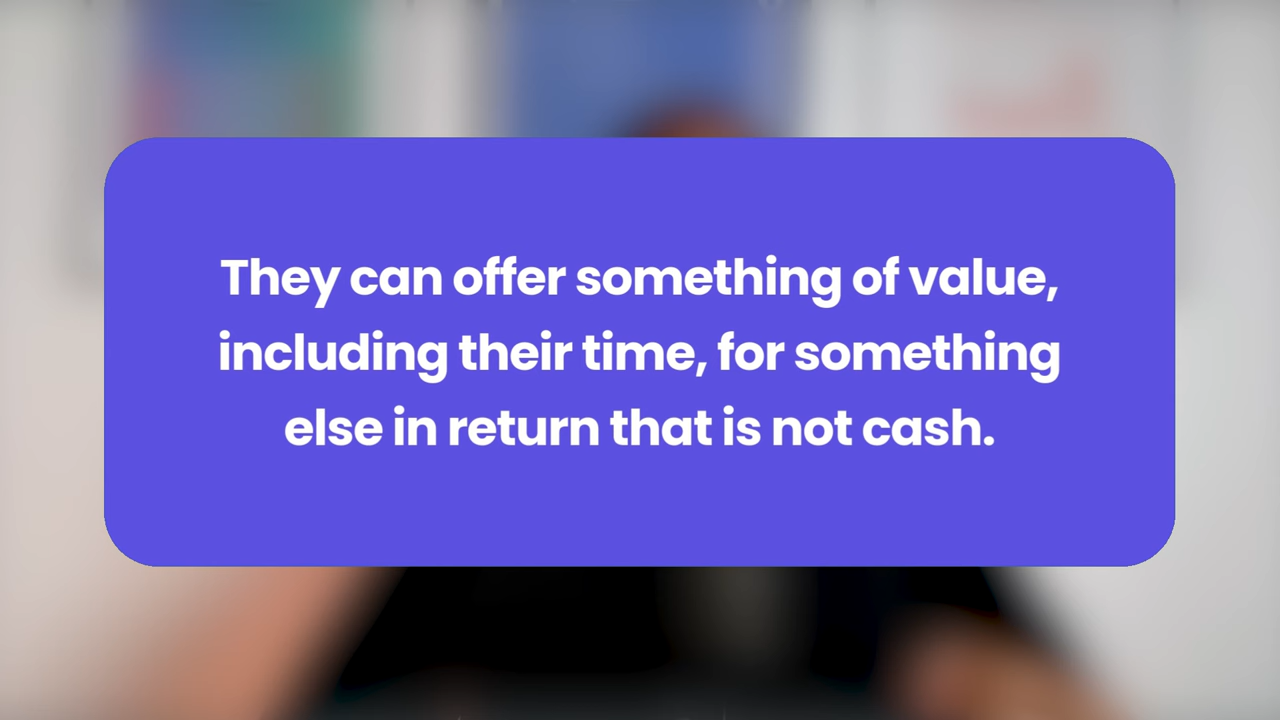 They can offer something of value,
including their time, for something
else in return that is not cash.